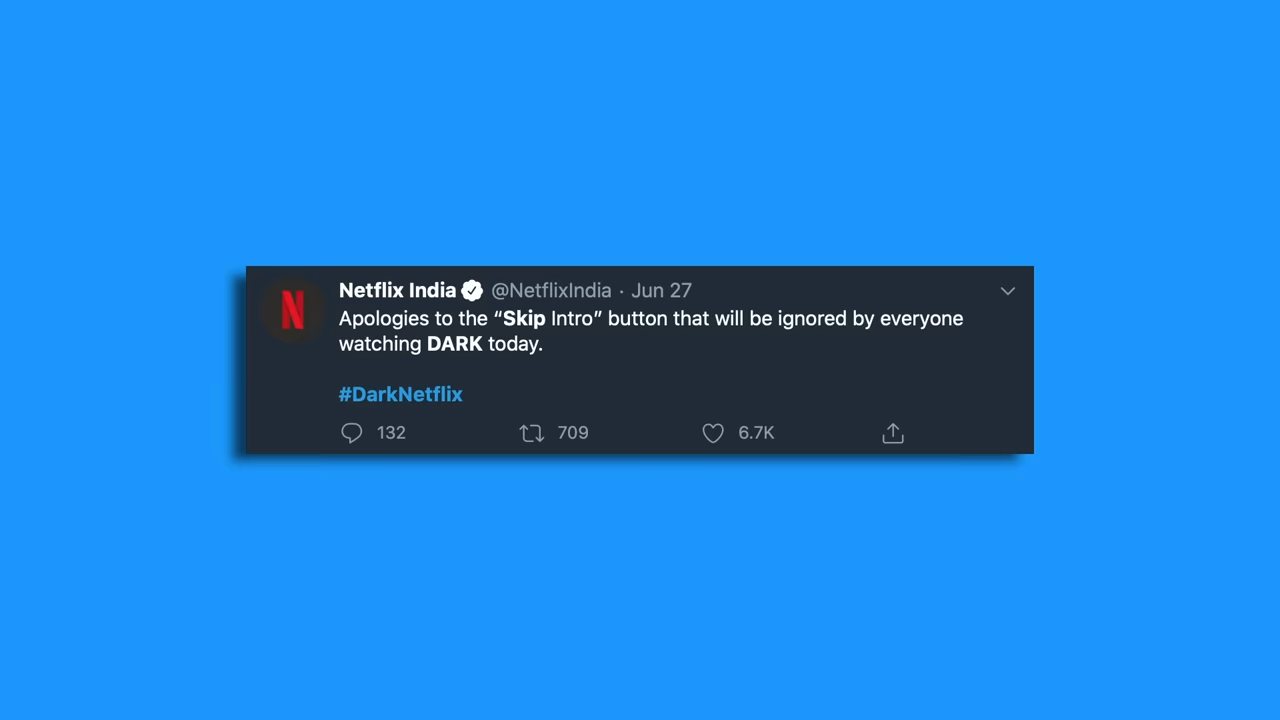 Netflix India @NetflixIndia · Jun 27
Apologies to the “Skip Intro” button that will be ignored by everyone
watching DARK today.
#DarkNetflix
132 709 6.7K